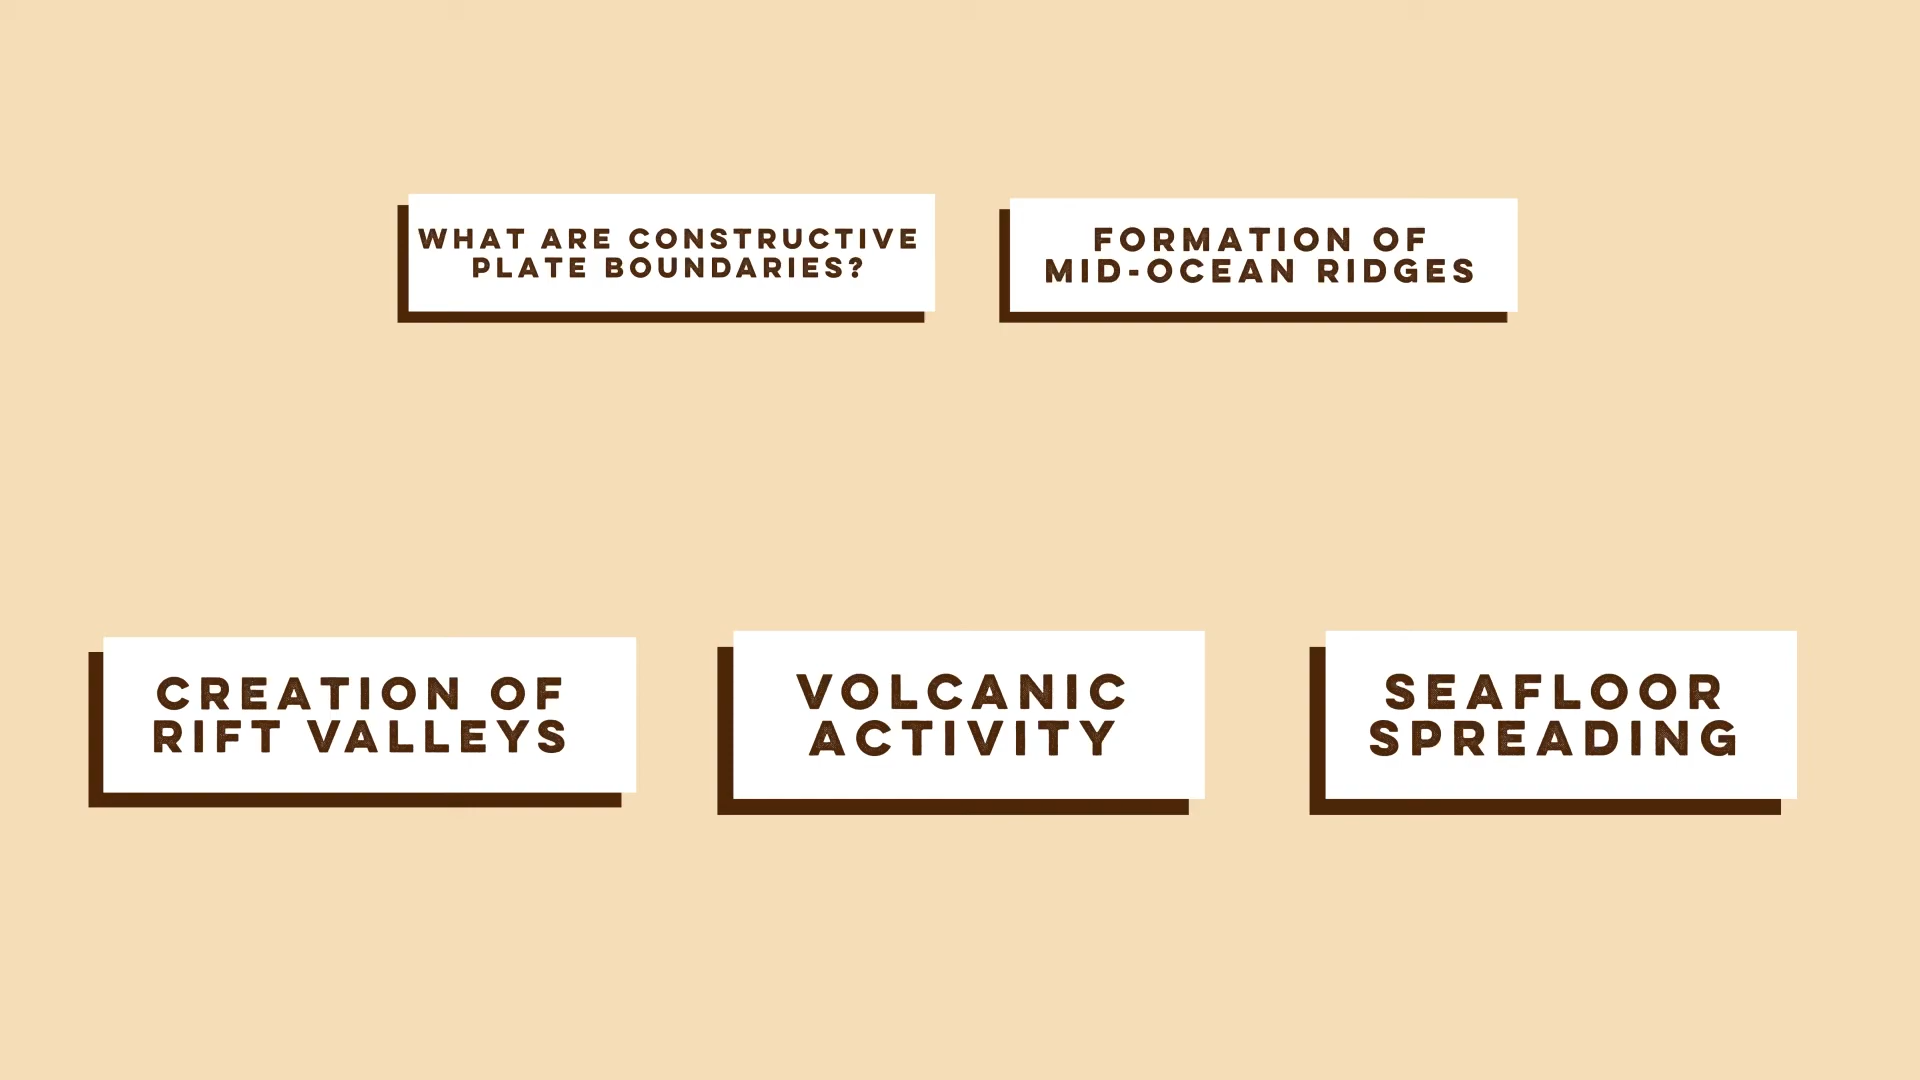 WHAT ARE CONSTRUCTIVE
PLATE BOUNDARIES?
FORMATION OF
MID-OCEAN RIDGES
CREATION OF
RIFT VALLEYS
VOLCANIC
ACTIVITY
SEAFLOOR
SPREADING